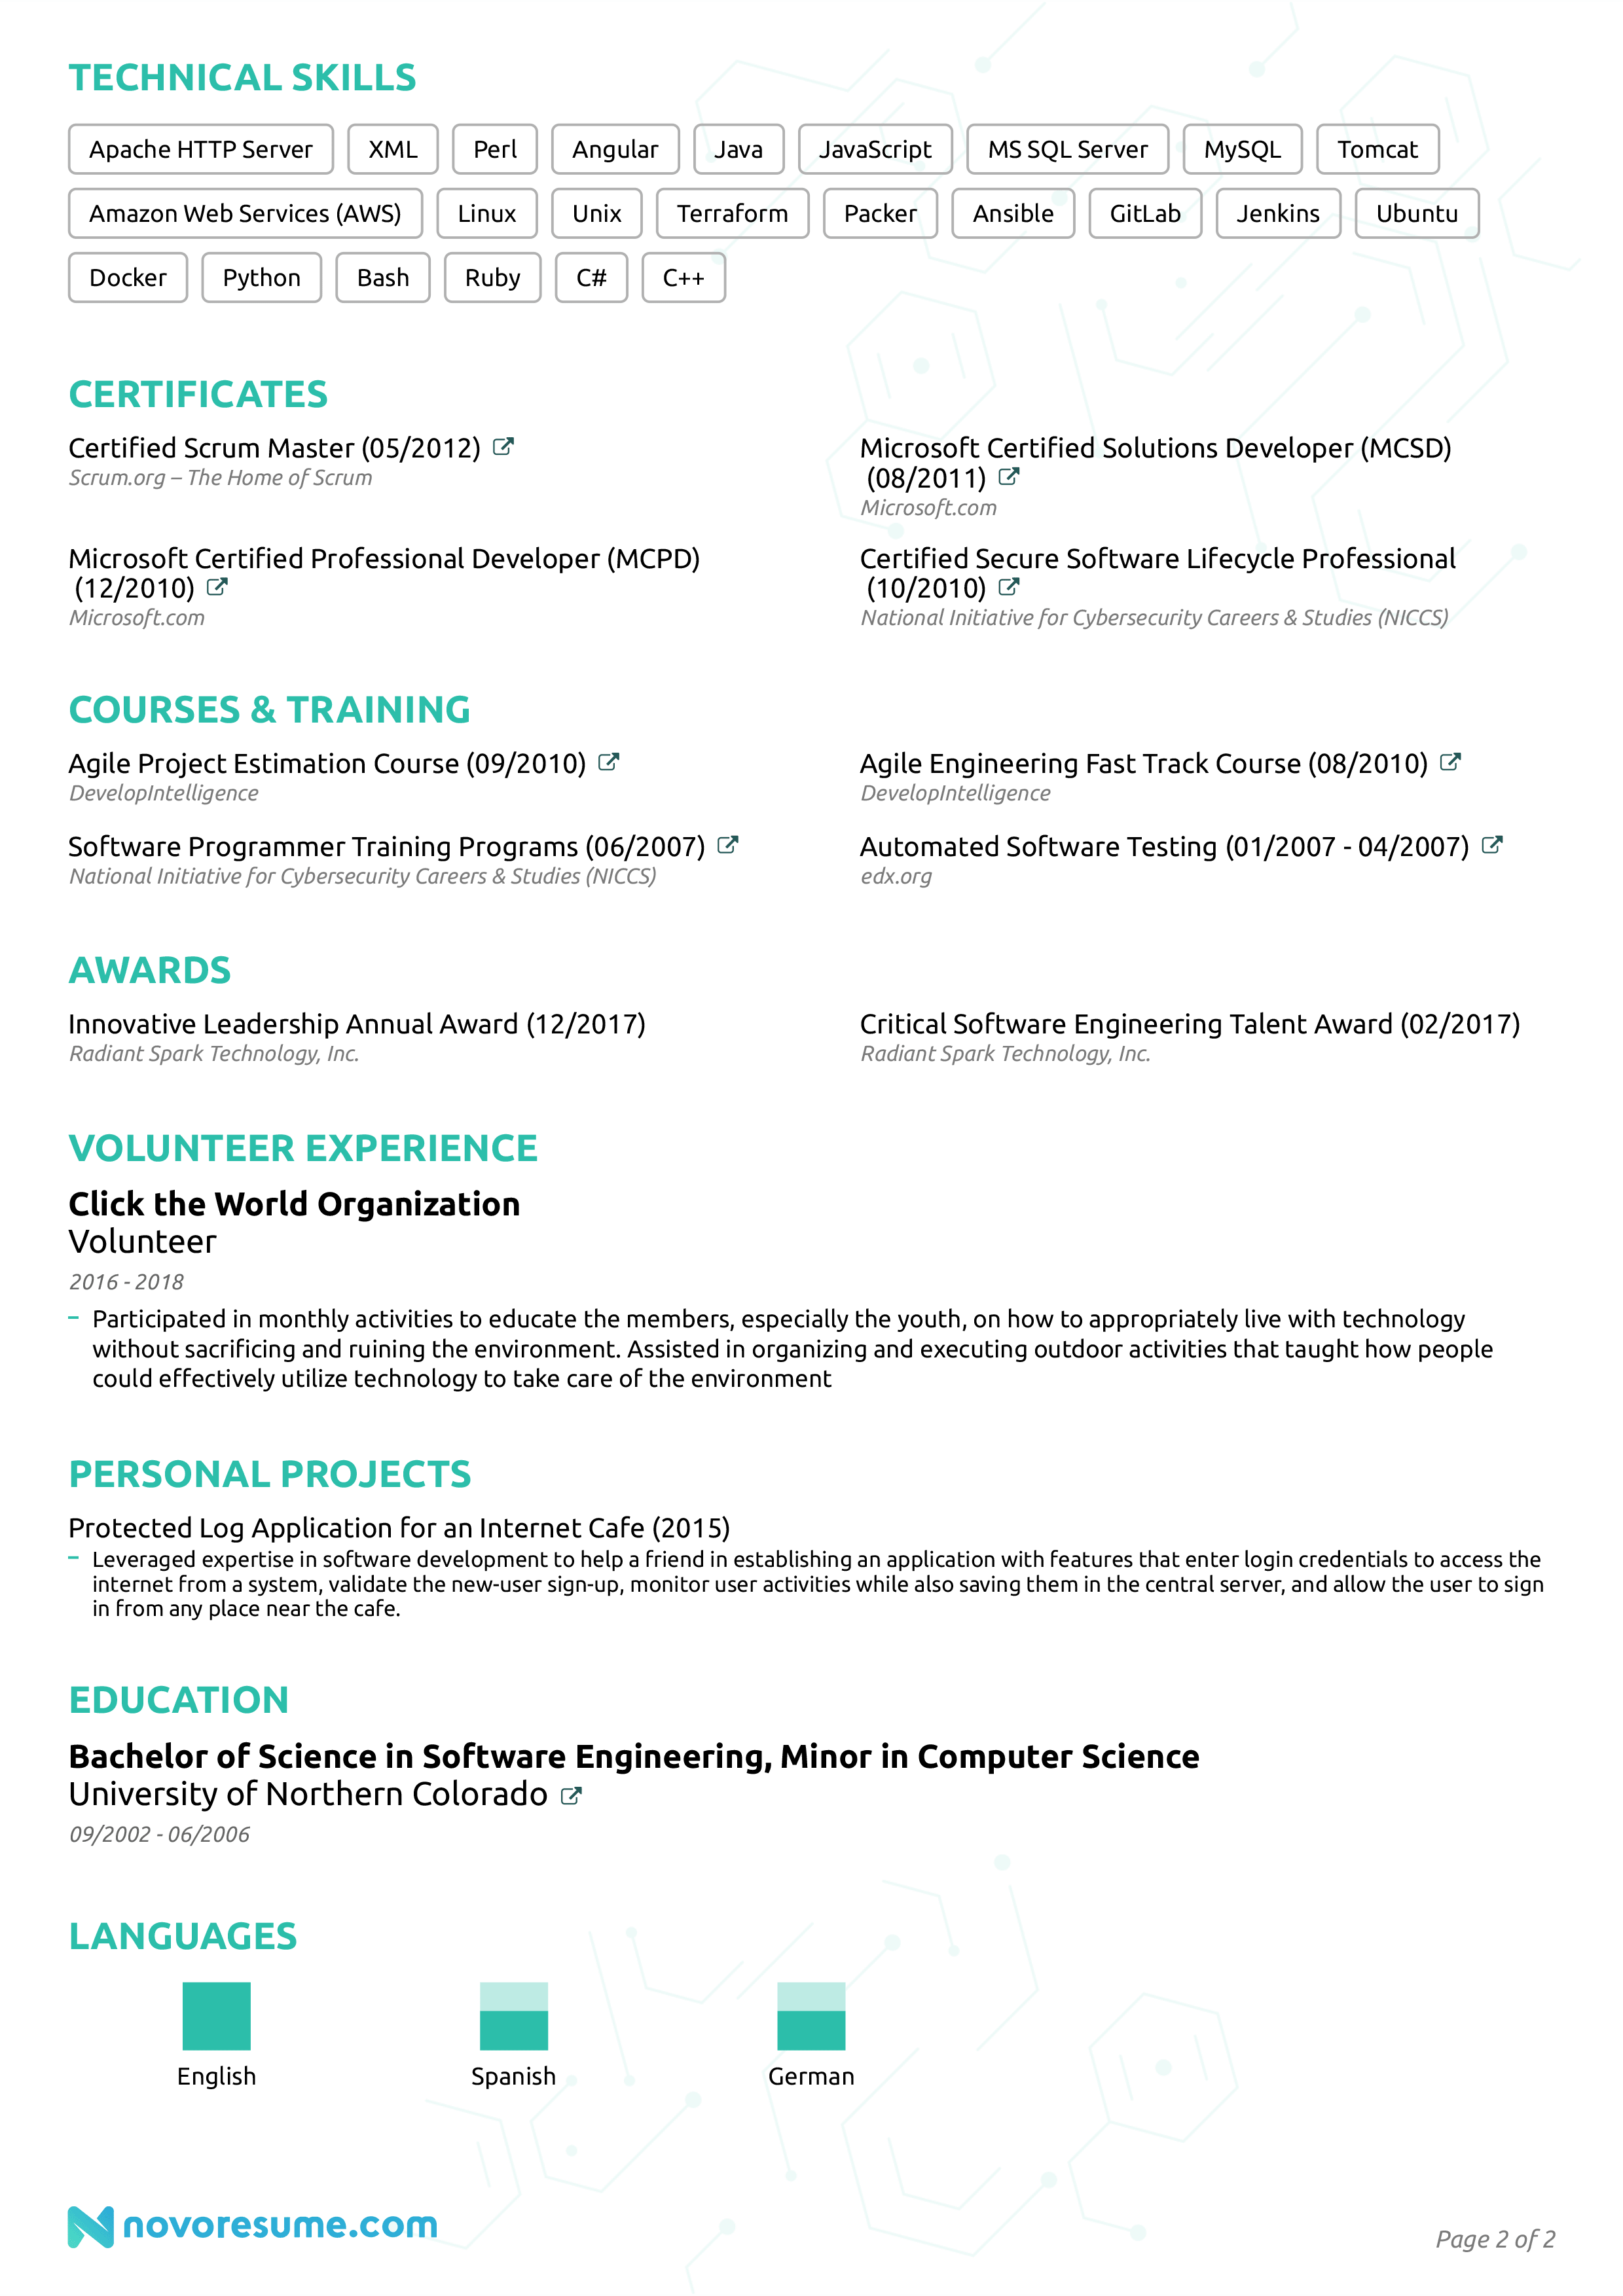 TECHNICAL SKILLS
Apache HTTP Server XML Perl Angular Java JavaScript MS SQL Server MySQL Tomcat
Amazon Web Services (AWS) Linux Unix Terraform Packer Ansible GitLab Jenkins Ubuntu
Docker Python Bash Ruby C# C++
CERTIFICATES
Certified Scrum Master (05/2012)
Scrum.org – The Home of Scrum
Microsoft Certified Solutions Developer (MCSD)
(08/2011)
Microsoft.com
Microsoft Certified Professional Developer (MCPD)
(12/2010)
Microsoft.com
Certified Secure Software Lifecycle Professional
(10/2010)
National Initiative for Cybersecurity Careers & Studies (NICCS)
COURSES & TRAINING
Agile Project Estimation Course (09/2010)
DevelopIntelligence
Agile Engineering Fast Track Course (08/2010)
DevelopIntelligence
Software Programmer Training Programs (06/2007)
National Initiative for Cybersecurity Careers & Studies (NICCS)
Automated Software Testing (01/2007 - 04/2007)
edx.org
AWARDS
Innovative Leadership Annual Award (12/2017)
Radiant Spark Technology, Inc.
Critical Software Engineering Talent Award (02/2017)
Radiant Spark Technology, Inc.
VOLUNTEER EXPERIENCE
Click the World Organization
Volunteer
2016 - 2018
– Participated in monthly activities to educate the members, especially the youth, on how to appropriately live with technology
without sacrificing and ruining the environment. Assisted in organizing and executing outdoor activities that taught how people
could effectively utilize technology to take care of the environment
PERSONAL PROJECTS
Protected Log Application for an Internet Cafe (2015)
– Leveraged expertise in software development to help a friend in establishing an application with features that enter login credentials to access the
internet from a system, validate the new-user sign-up, monitor user activities while also saving them in the central server, and allow the user to sign
in from any place near the cafe.
EDUCATION
Bachelor of Science in Software Engineering, Minor in Computer Science
University of Northern Colorado
09/2002 - 06/2006
LANGUAGES
English Spanish German
novoresume.com
Page 2 of 2